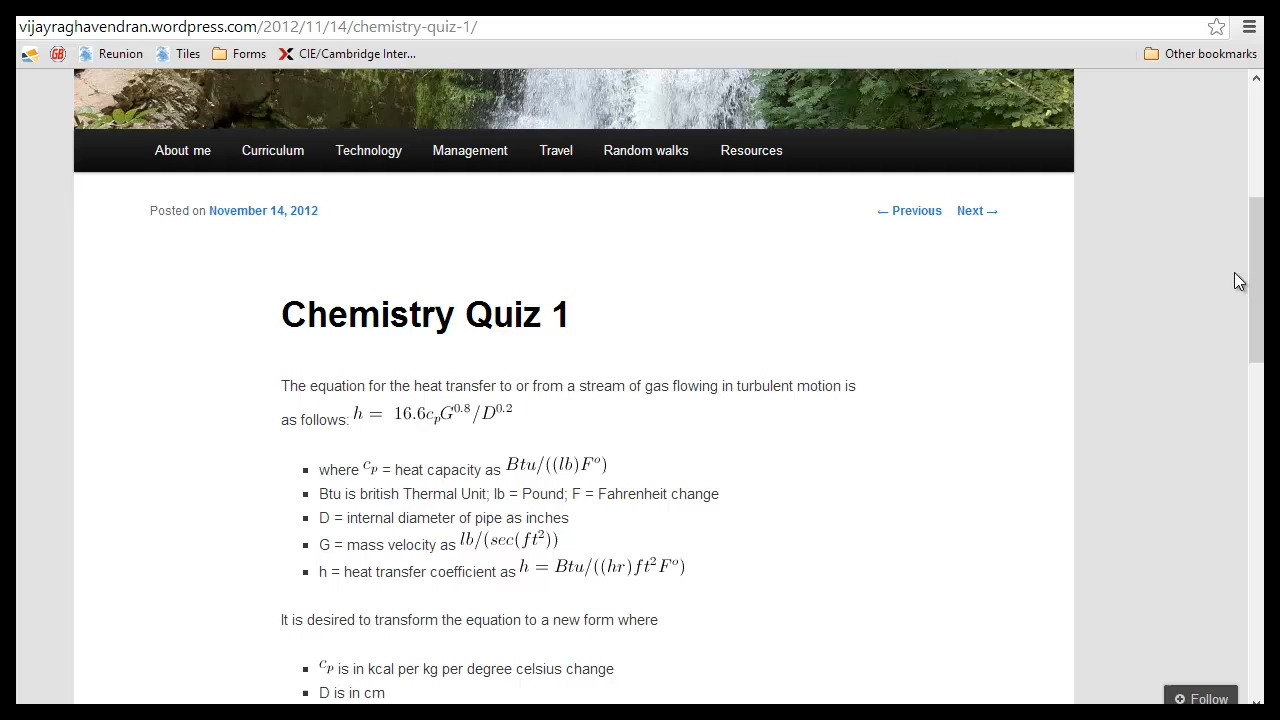 vijayraghavendran.wordpress.com/2012/11/14/chemistry-quiz-1/
GB Reunion Tiles Forms X CIE/Cambridge Inter... Other bookmarks
About me Curriculum Technology Management Travel Random walks Resources
Posted on November 14, 2012 ← Previous Next →
Chemistry Quiz 1
The equation for the heat transfer to or from a stream of gas flowing in turbulent motion is
as follows: h = 16.6c_pG^0.8/D^0.2
▪ where c_p = heat capacity as Btu/((lb)F^o)
▪ Btu is british Thermal Unit; lb = Pound; F = Fahrenheit change
▪ D = internal diameter of pipe as inches
▪ G = mass velocity as lb/(sec(ft^2))
▪ h = heat transfer coefficient as h = Btu/((hr)ft^2F^o)
It is desired to transform the equation to a new form where
▪ c_p is in kcal per kg per degree celsius change
▪ D is in cm
Follow